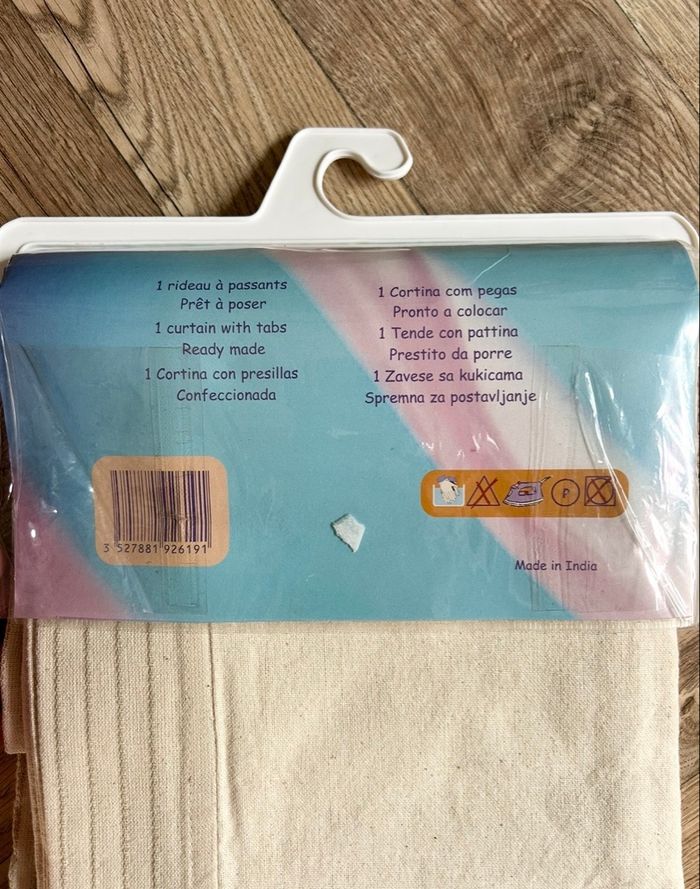 1 rideau à passants
Prêt à poser
1 curtain with tabs
Ready made
1 Cortina con presillas
Confeccionada
1 Cortina com pegas
Pronto a colocar
1 Tende con pattina
Prestito da porre
1 Zavese sa kukicama
Spremna za postavljanje
3 527881 926191
P
Made in India